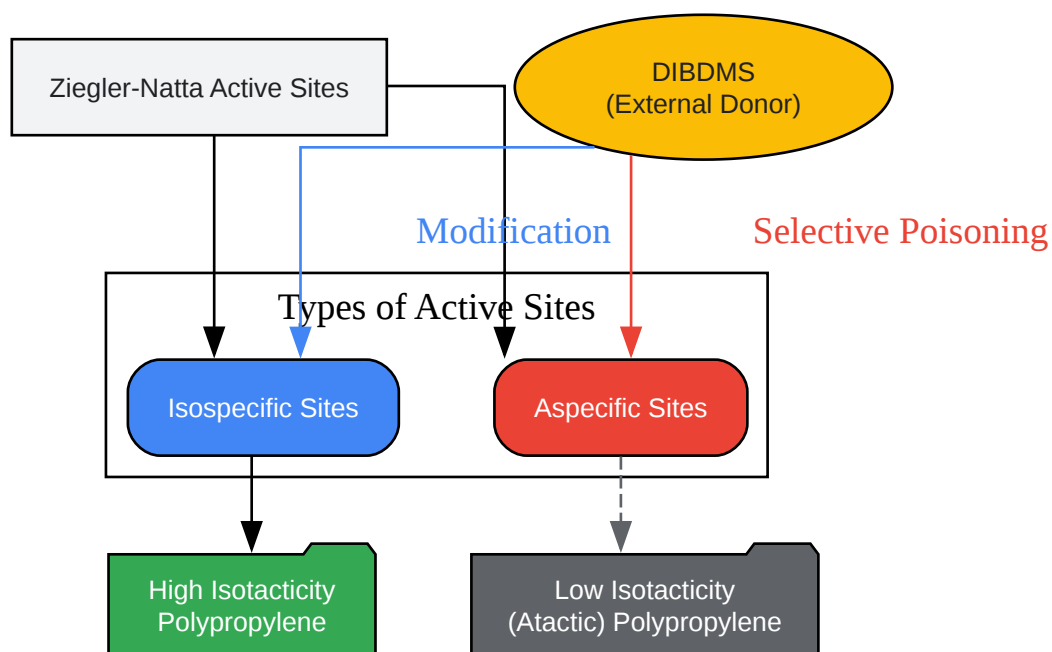 Ziegler-Natta Active Sites
DIBDMS
(External Donor)
Modification
Selective Poisoning
Types of Active Sites
Isospecific Sites
Aspecific Sites
High Isotacticity
Polypropylene
Low Isotacticity
(Atactic) Polypropylene